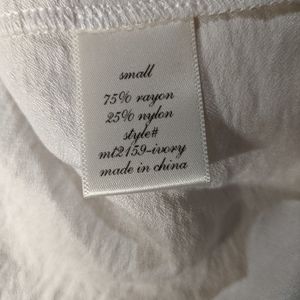 small
75% rayon
25% nylon
style#
mt2159-ivory
made in china